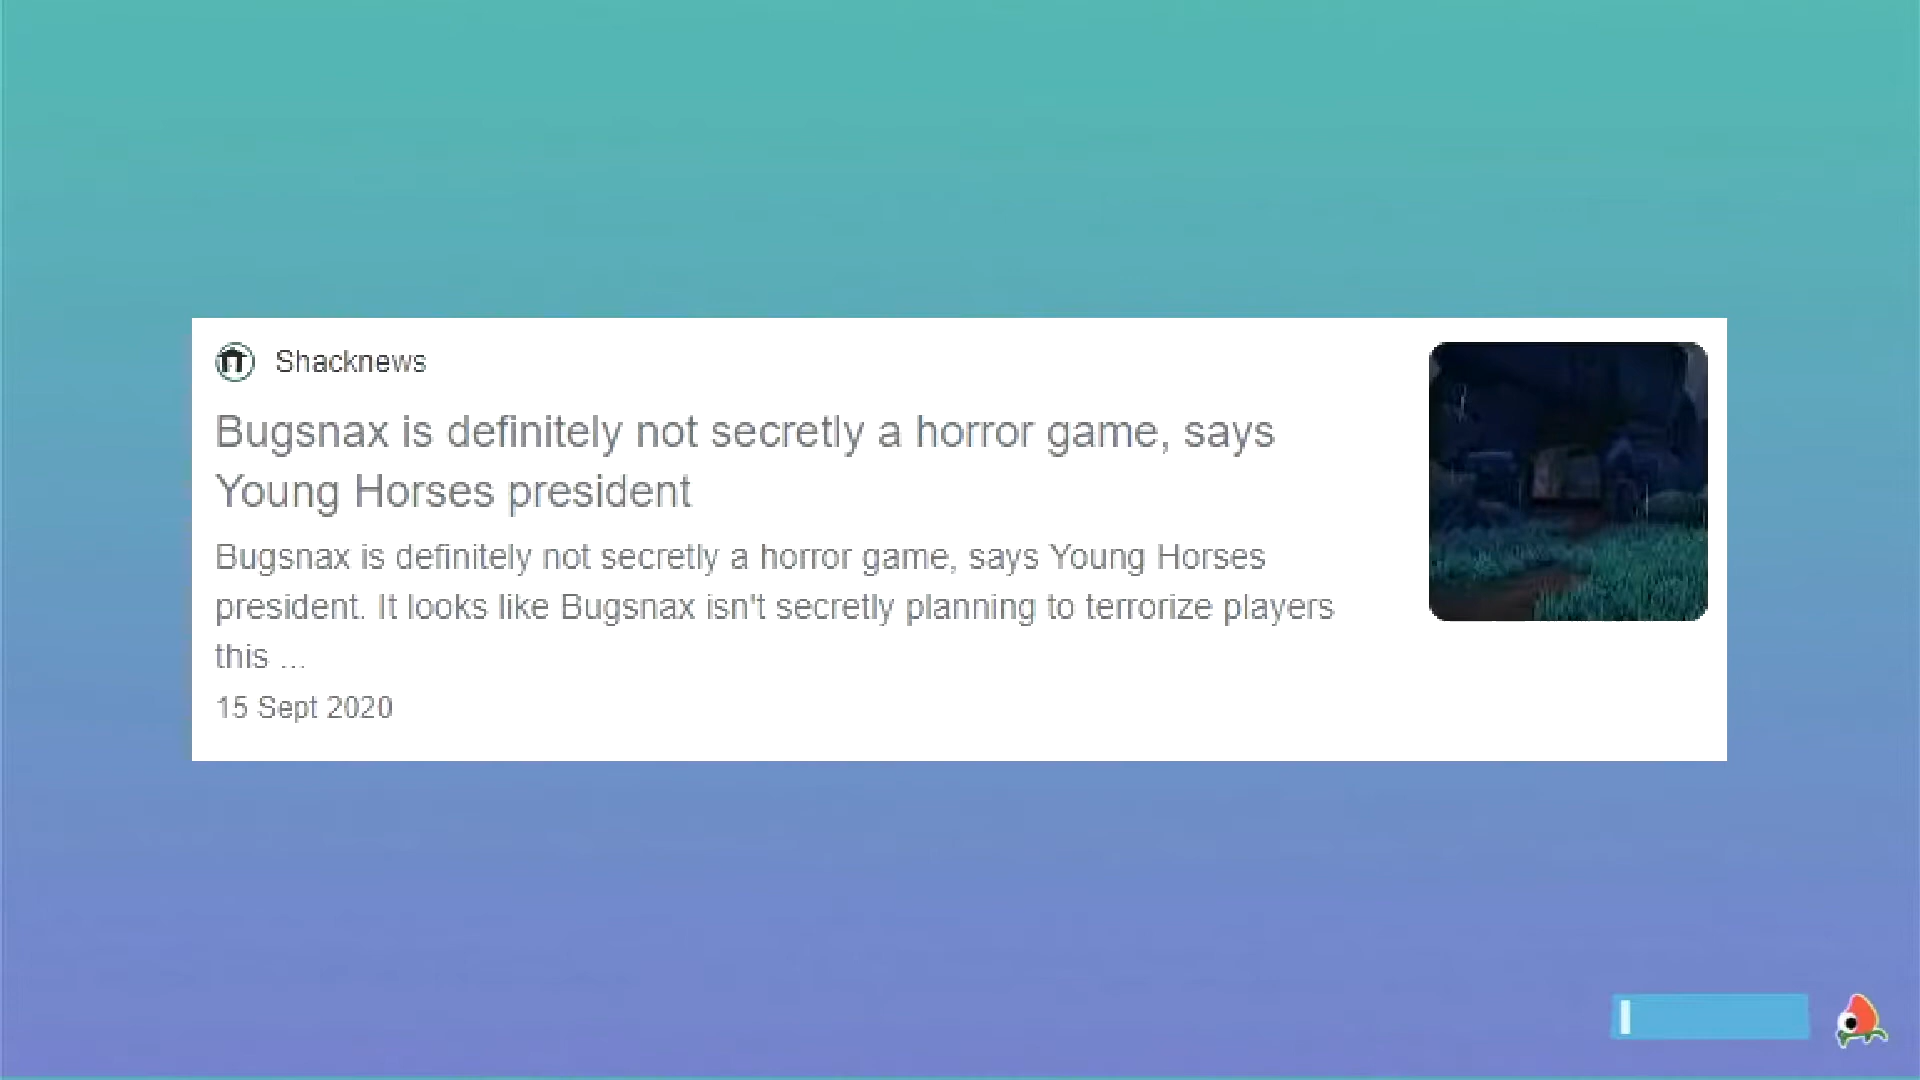 Shacknews
Bugsnax is definitely not secretly a horror game, says
Young Horses president
Bugsnax is definitely not secretly a horror game, says Young Horses
president. It looks like Bugsnax isn't secretly planning to terrorize players
this ...
15 Sept 2020